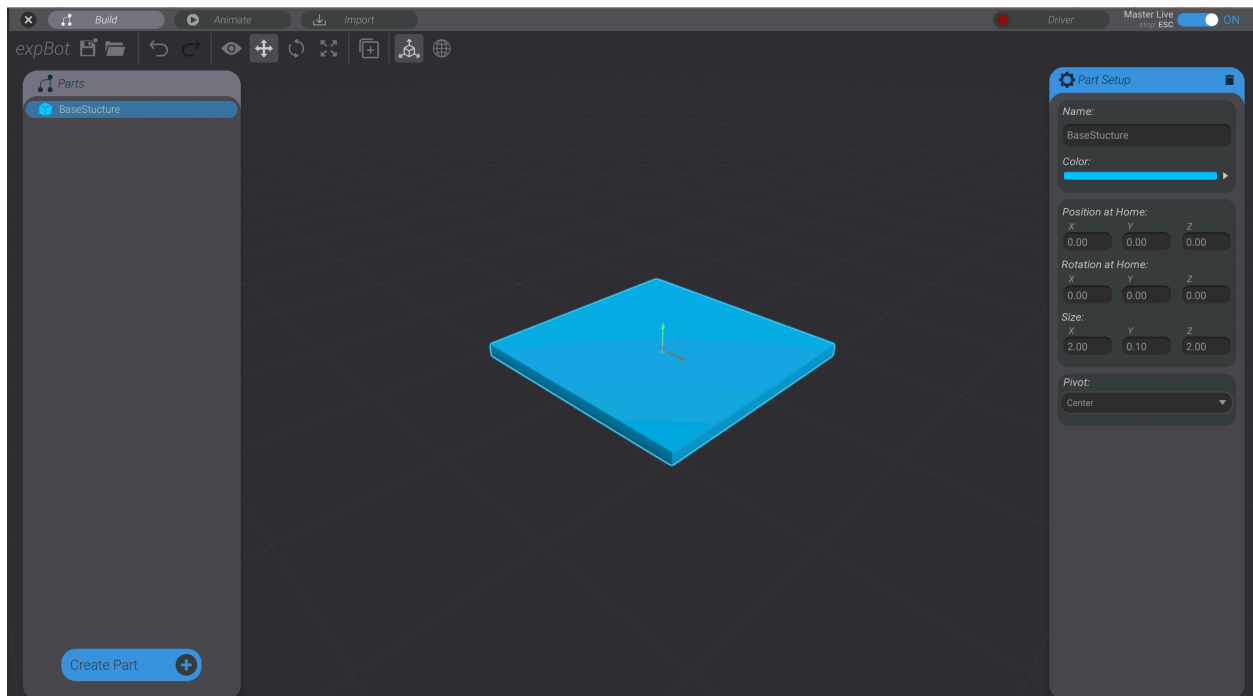 Build
Animate
Import
Driver
Master Live
stop: ESC
ON
expBot
Parts
BaseStucture
Create Part
Part Setup
Name:
BaseStucture
Color:
Position at Home:
X Y Z
0.00 0.00 0.00
Rotation at Home:
X Y Z
0.00 0.00 0.00
Size:
X Y Z
2.00 0.10 2.00
Pivot:
Center